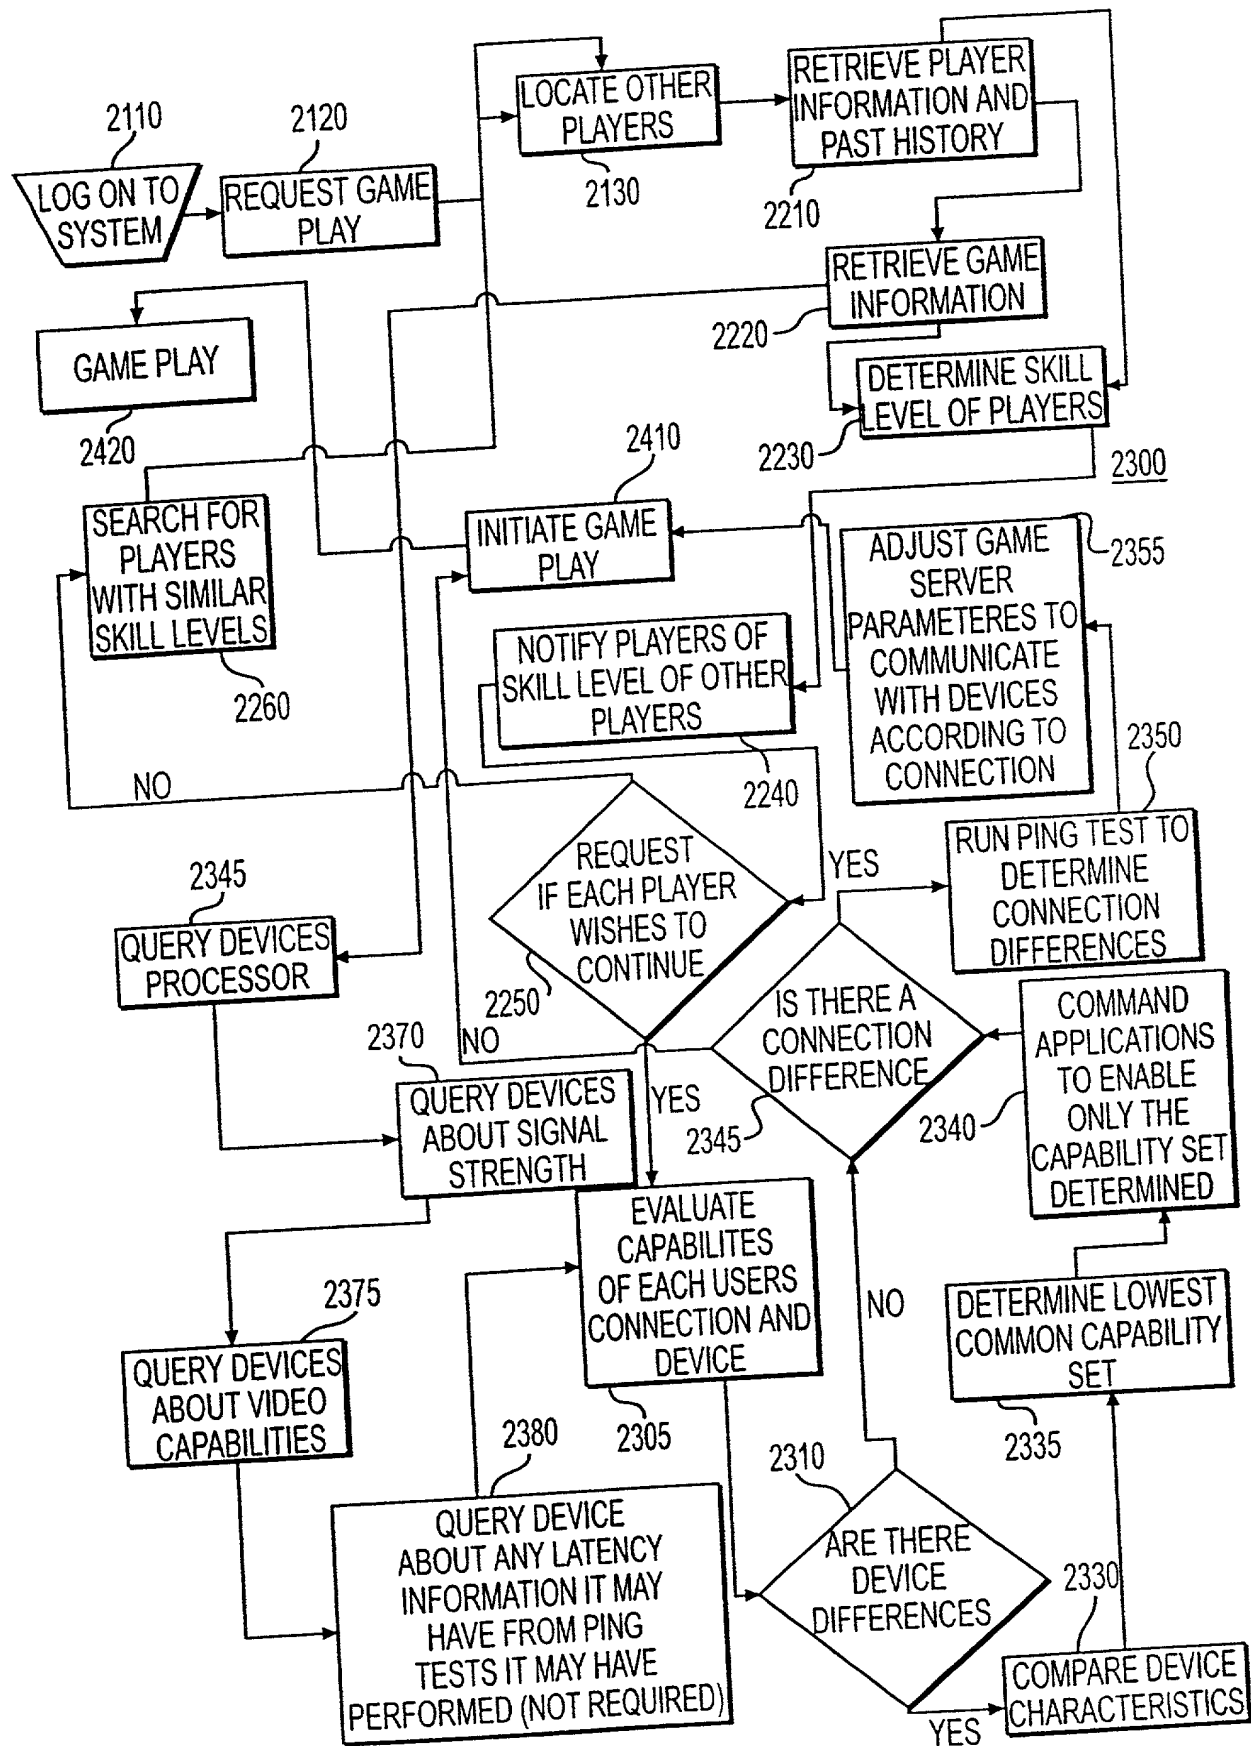 2110
LOG ON TO
SYSTEM
2120
REQUEST GAME
PLAY
LOCATE OTHER
PLAYERS
2130
RETRIEVE PLAYER
INFORMATION AND
PAST HISTORY
2210
RETRIEVE GAME
INFORMATION
2220
GAME PLAY
2420
DETERMINE SKILL
LEVEL OF PLAYERS
2230
2300
2410
INITIATE GAME
PLAY
SEARCH FOR
PLAYERS
WITH SIMILAR
SKILL LEVELS
2260
ADJUST GAME
SERVER
PARAMETERES TO
COMMUNICATE
WITH DEVICES
ACCORDING TO
CONNECTION
2355
NOTIFY PLAYERS OF
SKILL LEVEL OF OTHER
PLAYERS
2240
NO
REQUEST
IF EACH PLAYER
WISHES TO
CONTINUE
2250
YES
2350
RUN PING TEST TO
DETERMINE
CONNECTION
DIFFERENCES
2345
QUERY DEVICES
PROCESSOR
IS THERE A
CONNECTION
DIFFERENCE
2345
NO
YES
COMMAND
APPLICATIONS
TO ENABLE
ONLY THE
CAPABILITY SET
DETERMINED
2340
2370
QUERY DEVICES
ABOUT SIGNAL
STRENGTH
EVALUATE
CAPABILITES
OF EACH USERS
CONNECTION AND
DEVICE
2305
NO
DETERMINE LOWEST
COMMON CAPABILITY
SET
2335
2375
QUERY DEVICES
ABOUT VIDEO
CAPABILITIES
2380
QUERY DEVICE
ABOUT ANY LATENCY
INFORMATION IT MAY
HAVE FROM PING
TESTS IT MAY HAVE
PERFORMED (NOT REQUIRED)
2310
ARE THERE
DEVICE
DIFFERENCES
YES
2330
COMPARE DEVICE
CHARACTERISTICS